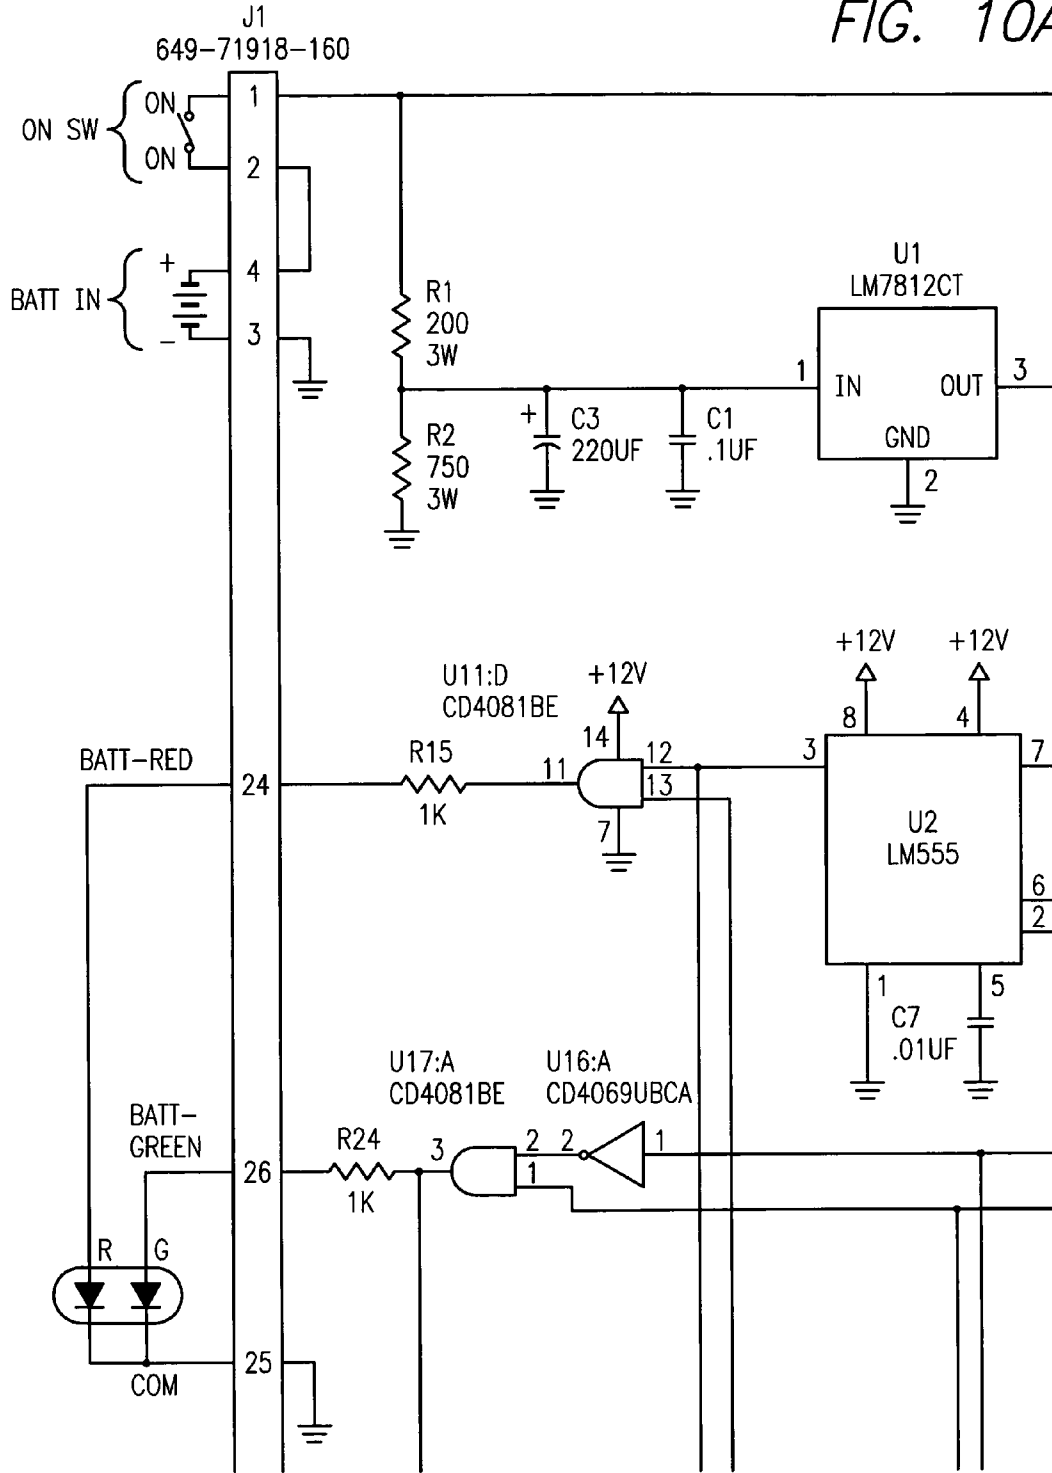 FIG. 10A
J1
649-71918-160
ON SW
ON
ON
1
2
BATT IN
+
-
4
3
R1
200
3W
R2
750
3W
+
C3
220UF
C1
.1UF
U1
LM7812CT
1
IN
OUT
3
GND
2
+12V
+12V
U11:D
CD4081BE
+12V
14
12
13
11
7
R15
1K
BATT-RED
24
8
4
3
7
U2
LM555
6
2
1
5
C7
.01UF
U17:A
CD4081BE
U16:A
CD4069UBCA
BATT-
GREEN
26
R24
1K
3
2
1
2
1
R
G
25
COM